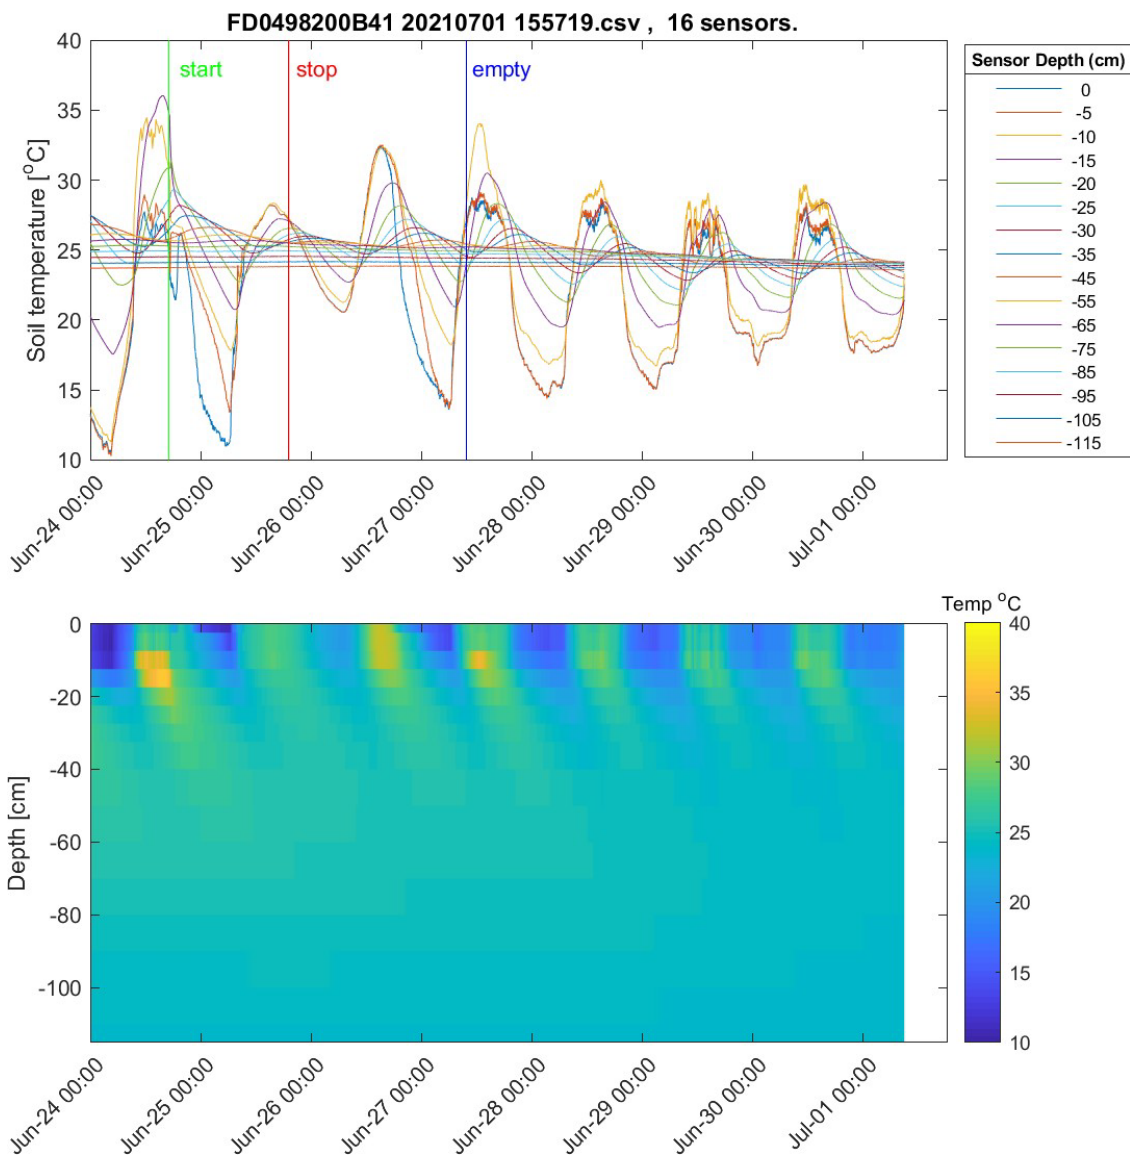 FD0498200B41 20210701 155719.csv , 16 sensors.
40
35
30
25
20
15
10
Soil temperature [°C]
start
stop
empty
Jun-24 00:00
Jun-25 00:00
Jun-26 00:00
Jun-27 00:00
Jun-28 00:00
Jun-29 00:00
Jun-30 00:00
Jul-01 00:00
Sensor Depth (cm)
0
-5
-10
-15
-20
-25
-30
-35
-45
-55
-65
-75
-85
-95
-105
-115
0
-20
-40
-60
-80
-100
Depth [cm]
Jun-24 00:00
Jun-25 00:00
Jun-26 00:00
Jun-27 00:00
Jun-28 00:00
Jun-29 00:00
Jun-30 00:00
Jul-01 00:00
Temp °C
40
35
30
25
20
15
10